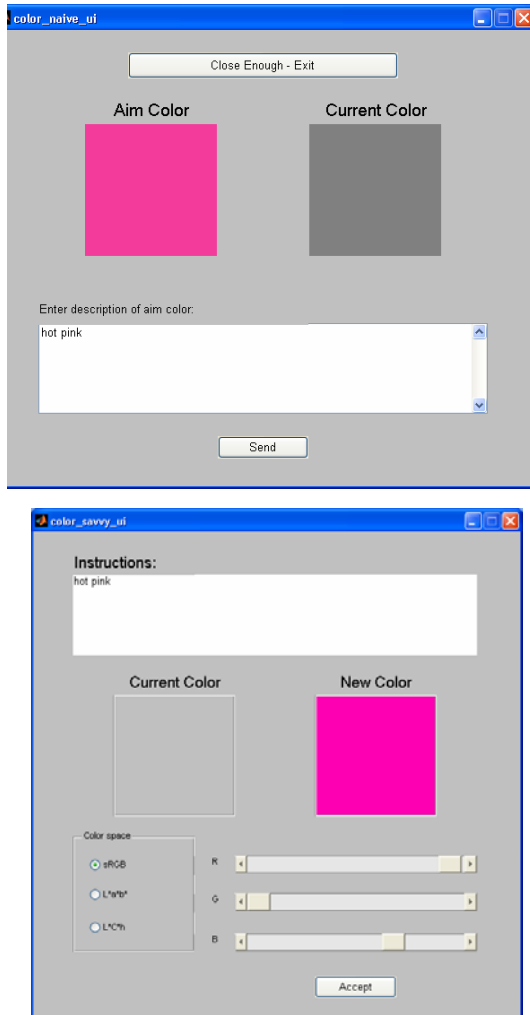 color_naive_ui
Close Enough - Exit
Aim Color Current Color
Enter description of aim color:
hot pink
Send
color_savvy_ui
Instructions:
hot pink
Current Color New Color
Color space
sRGB
L*a*b*
L*C*h
R
G
B
Accept